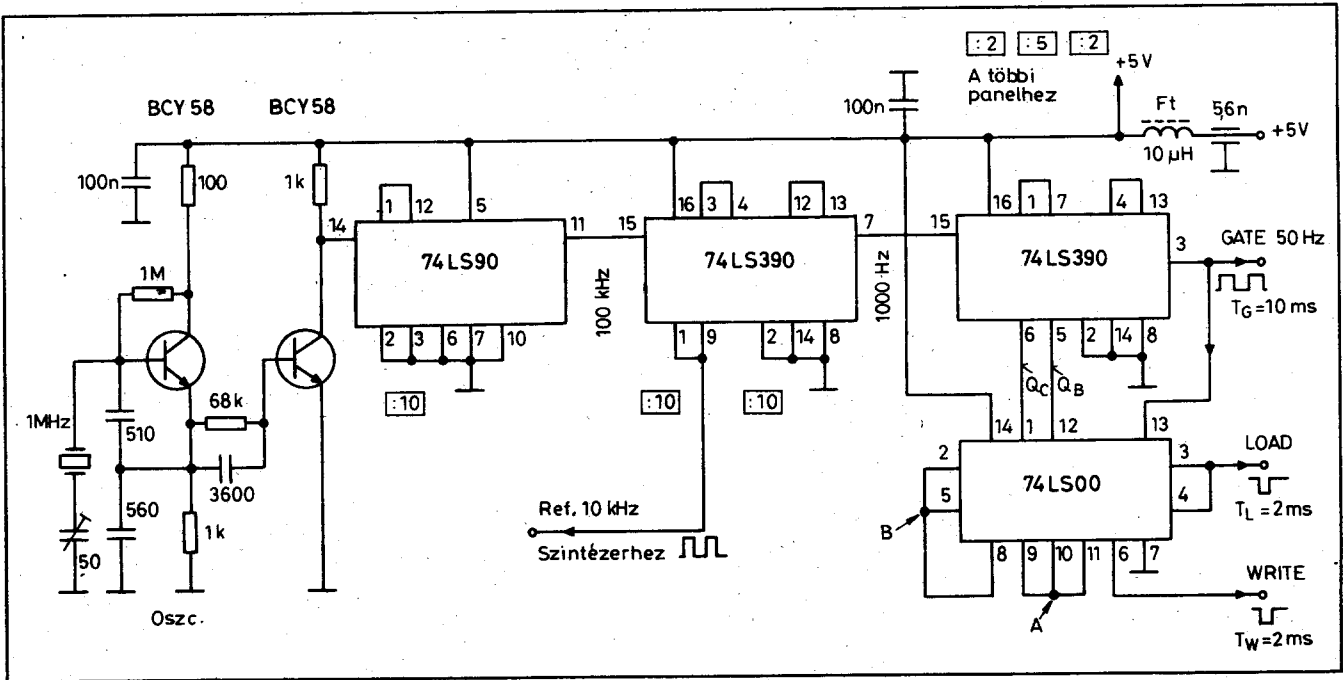 :2 :5 :2
A többi
panelhez
+5V
BCY 58
BCY 58
100n
Ft
5,6n
+5V
10 µH
100n
100
1k
14
1 12
5
11
15
16 3 4
12 13
7
15
16 1 7
4 13
3
74LS90
74LS390
74LS390
GATE 50 Hz
TG = 10 ms
100 kHz
1000 Hz
1M
2 3 6 7 10
1 9
2 14 8
6 5 2 14 8
:10
:10
:10
QC
QB
1MHz
510
68k
3600
560
1k
50
Oszc.
Ref. 10 kHz
Szintézerhez
14 1 12
13
2
5
74LS00
3
4
LOAD
TL = 2ms
B
8 9 10 11 6 7
A
WRITE
TW = 2ms